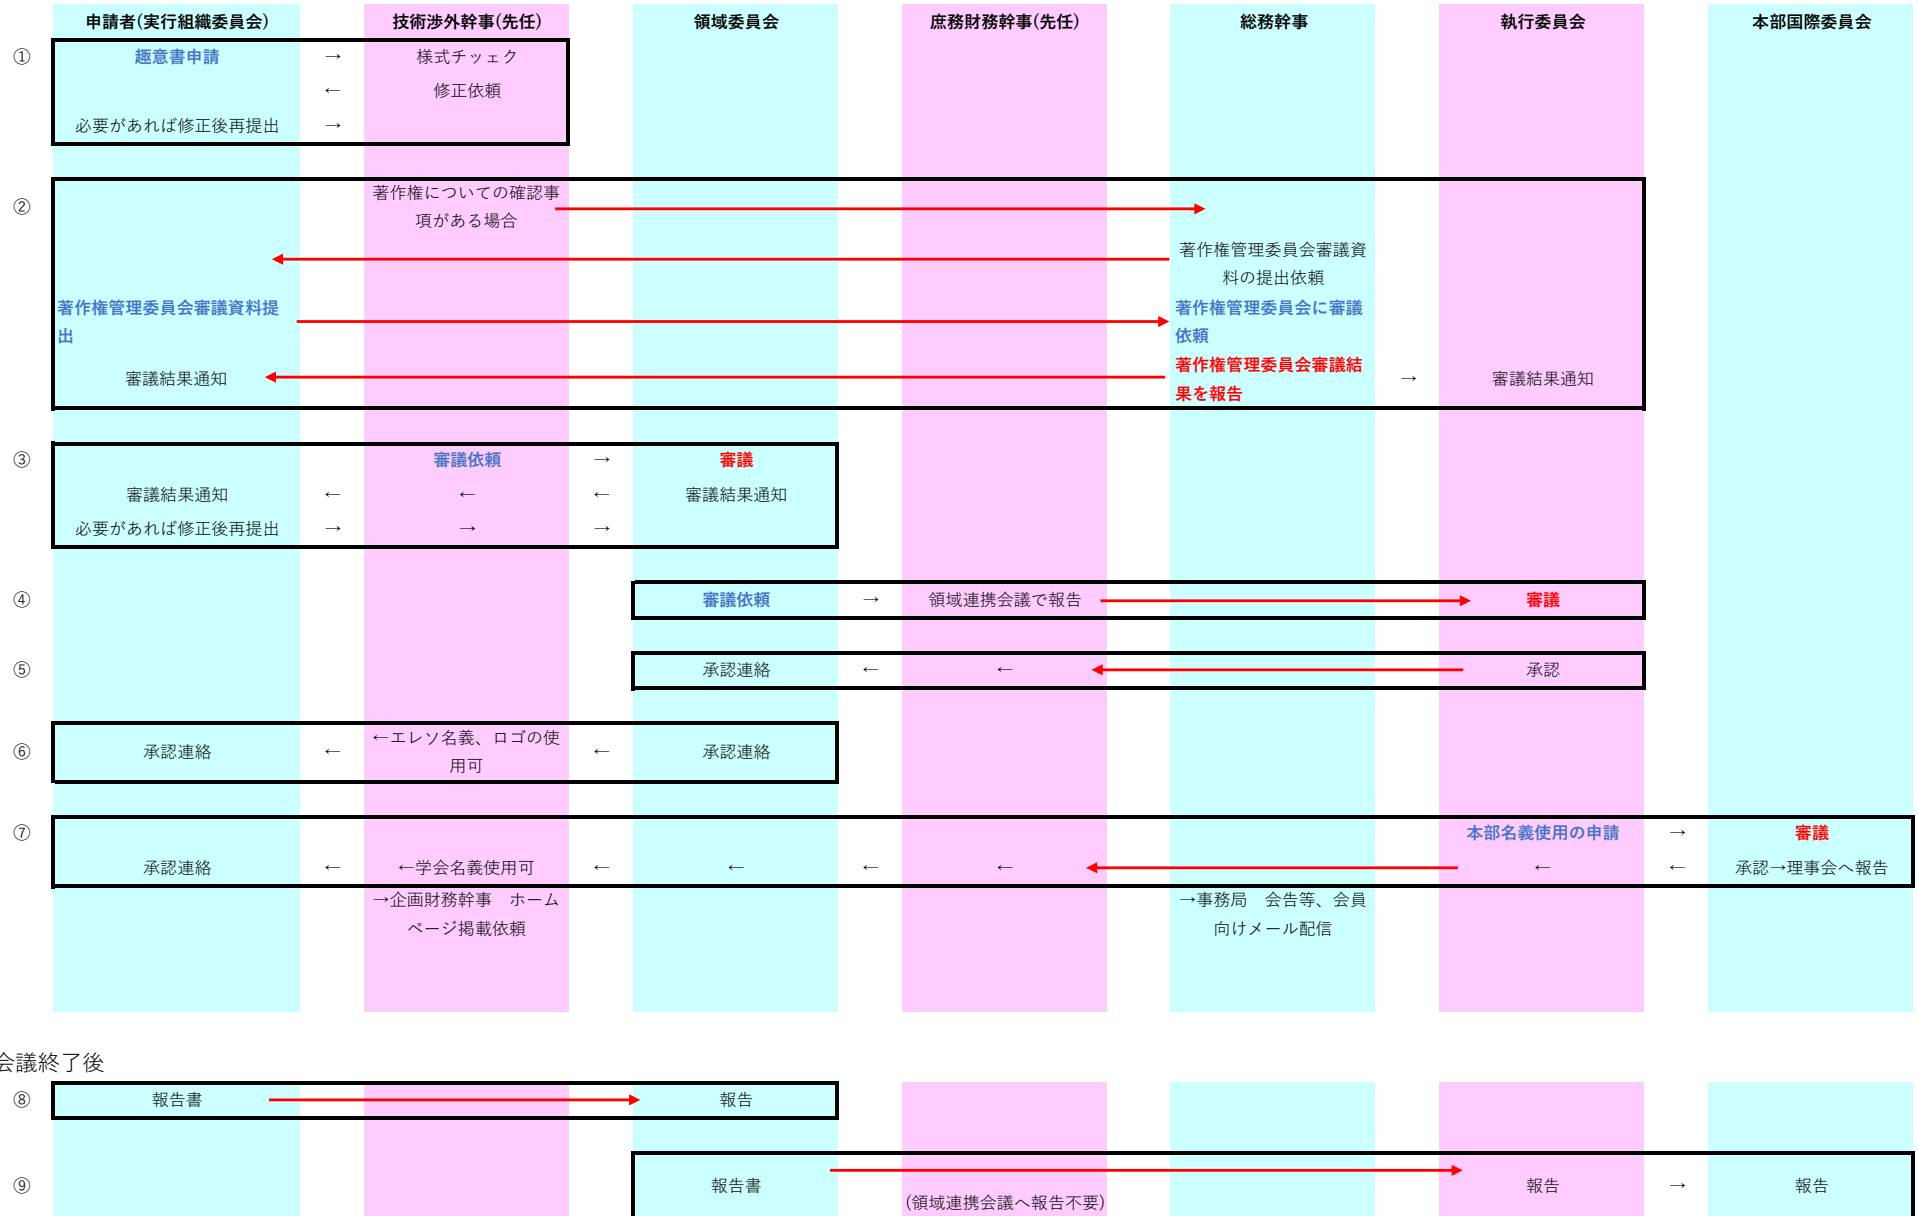 申請者(実行組織委員会) 技術渉外幹事(先任) 領域委員会 庶務財務幹事(先任) 総務幹事 執行委員会 本部国際委員会
① 趣意書申請 → 様式チッェク
← 修正依頼
必要があれば修正後再提出 →
② 著作権についての確認事
項がある場合
著作権管理委員会審議資
料の提出依頼
著作権管理委員会審議資料提 著作権管理委員会に審議
出 依頼
著作権管理委員会審議結
審議結果通知 → 審議結果通知
果を報告
③ 審議依頼 → 審議
審議結果通知 ← ← ← 審議結果通知
必要があれば修正後再提出 → → →
④ 審議依頼 → 領域連携会議で報告 審議
⑤ 承認連絡 ← ← 承認
←エレソ名義、ロゴの使
⑥ 承認連絡 ← ← 承認連絡
用可
⑦ 本部名義使用の申請 → 審議
承認連絡 ← ←学会名義使用可 ← ← ← ← ← ← 承認→理事会へ報告
→企画財務幹事　ホーム →事務局　会告等、会員
ページ掲載依頼 向けメール配信
会議終了後
⑧ 報告書 報告
⑨ 報告書 報告 → 報告
(領域連携会議へ報告不要)